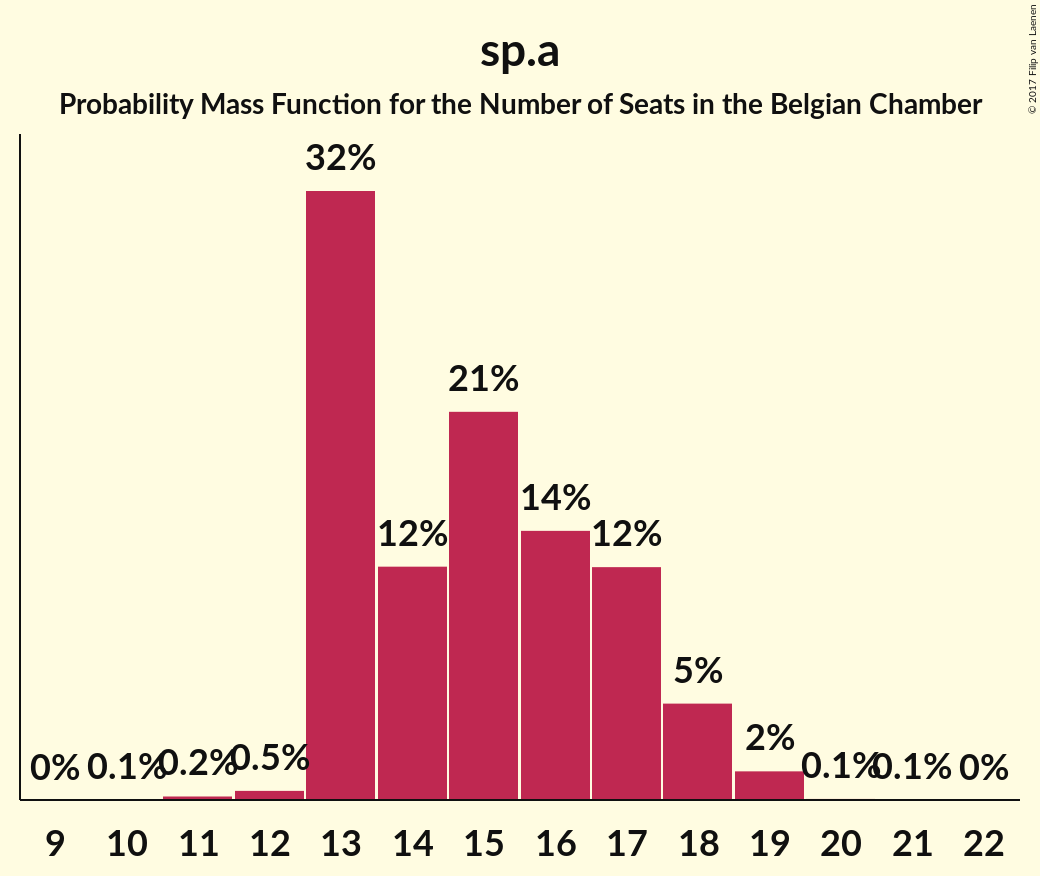 sp.a
Probability Mass Function for the Number of Seats in the Belgian Chamber
© 2017 Filip van Laenen
32%
21%
14%
12% 12%
5%
2%
0% 0.1% 0.2% 0.5% 0.1% 0.1% 0%
9 10 11 12 13 14 15 16 17 18 19 20 21 22